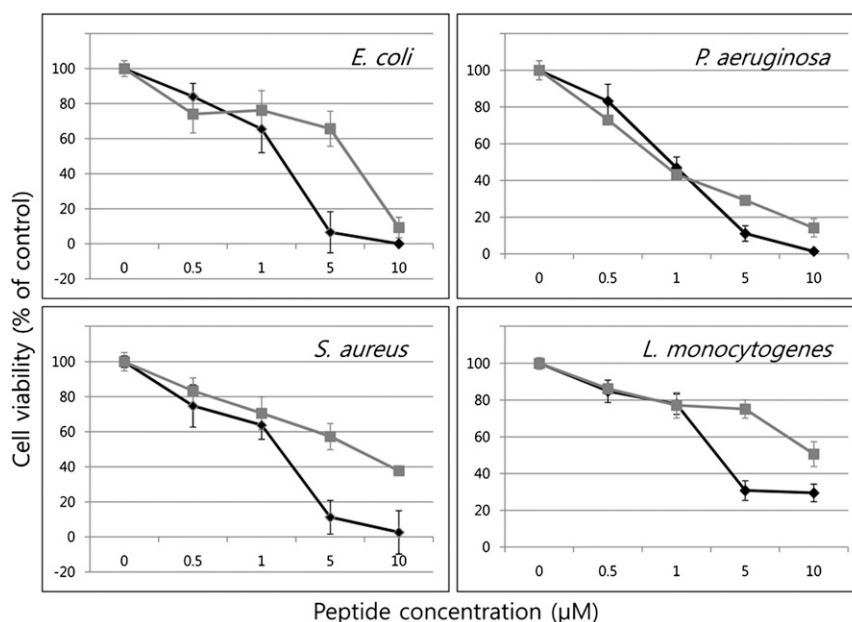 Cell viability (% of control)
E. coli
100
80
60
40
20
0
-20
0 0.5 1 5 10
P. aeruginosa
100
80
60
40
20
0
0 0.5 1 5 10
S. aureus
100
80
60
40
20
0
-20
0 0.5 1 5 10
L. monocytogenes
100
80
60
40
20
0
0 0.5 1 5 10
Peptide concentration (μM)